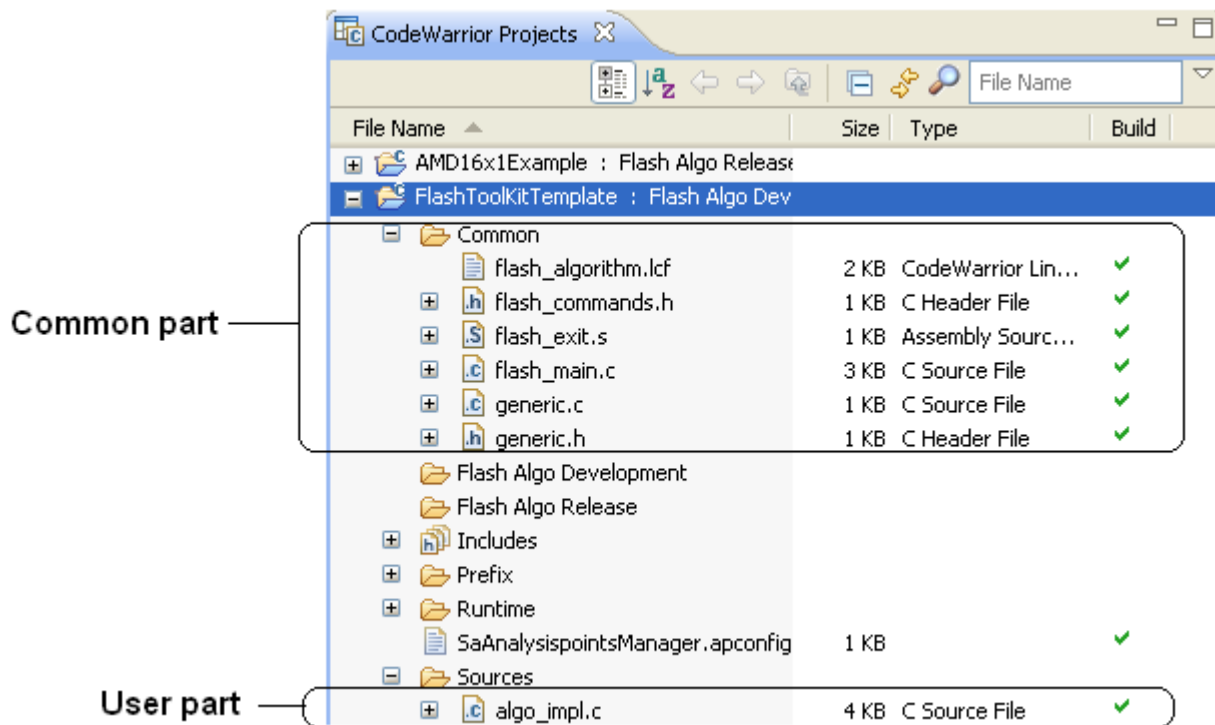 CodeWarrior Projects
File Name
File Name Size Type Build
AMD16x1Example : Flash Algo Release
FlashToolKitTemplate : Flash Algo Dev
Common
flash_algorithm.lcf 2 KB CodeWarrior Lin...
flash_commands.h 1 KB C Header File
flash_exit.s 1 KB Assembly Sourc...
Common part
flash_main.c 3 KB C Source File
generic.c 1 KB C Source File
generic.h 1 KB C Header File
Flash Algo Development
Flash Algo Release
Includes
Prefix
Runtime
SaAnalysispointsManager.apconfig 1 KB
Sources
User part
algo_impl.c 4 KB C Source File